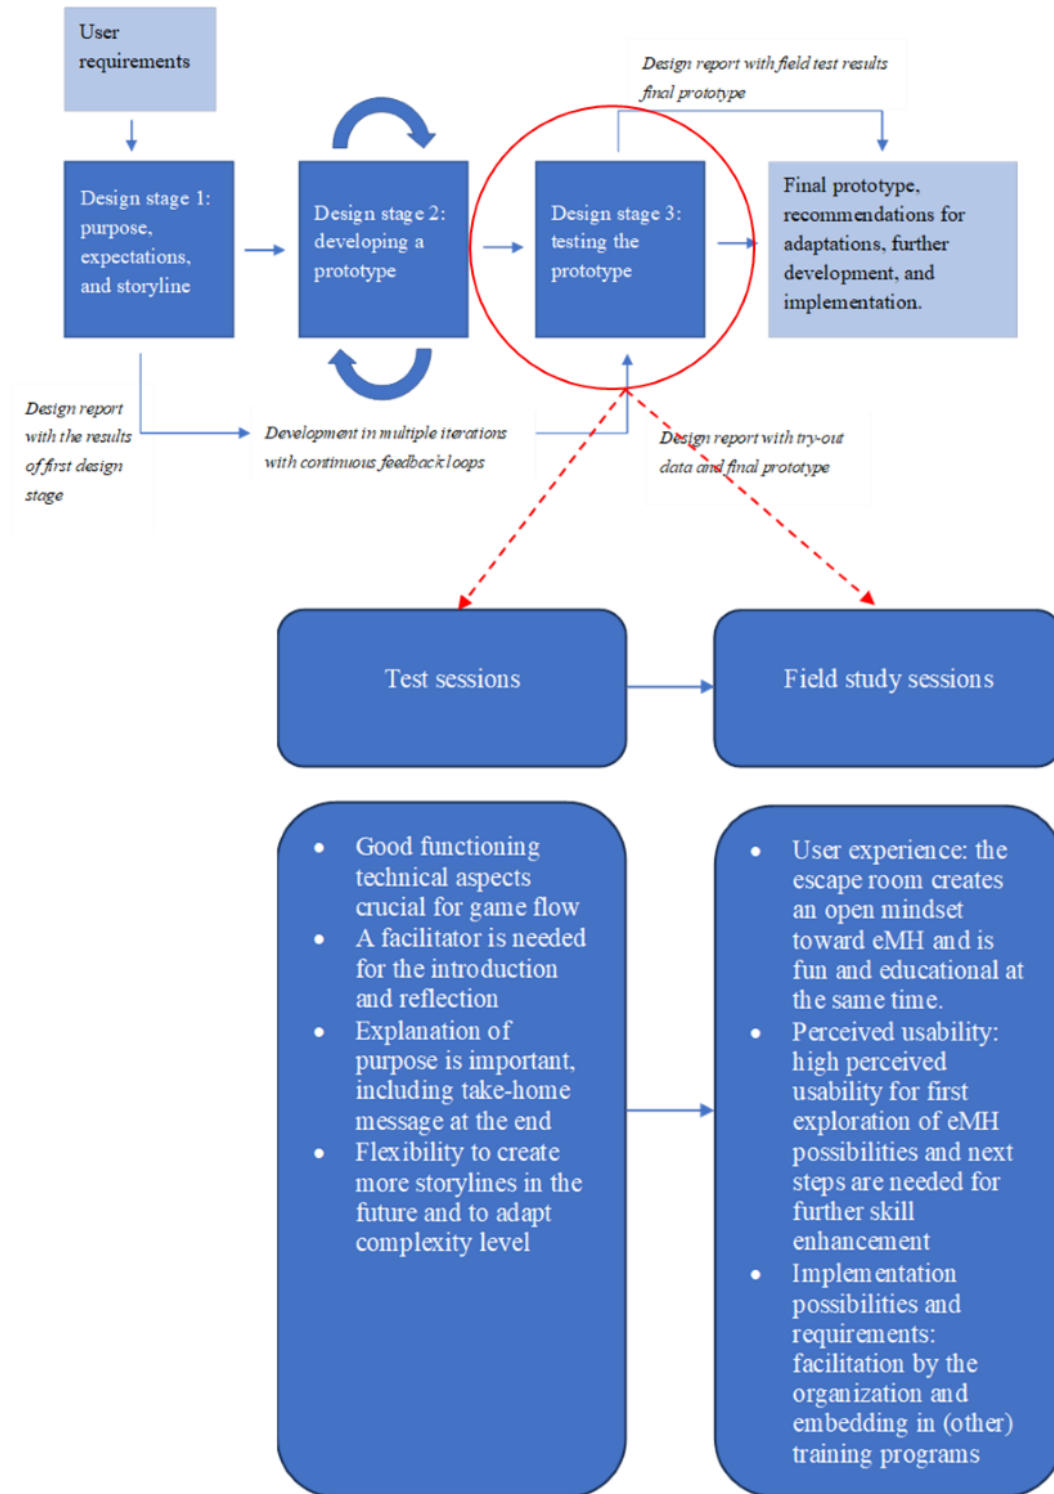 User
requirements
Design report with field test results
final prototype
Design stage 1:
purpose,
expectations,
and storyline
Design stage 2:
developing a
prototype
Design stage 3:
testing the
prototype
Final prototype,
recommendations for
adaptations, further
development, and
implementation.
Design report
with the results
of first design
stage
Development in multiple iterations
with continuous feedback loops
Design report with try-out
data and final prototype
Test sessions
Field study sessions
• Good functioning
technical aspects
crucial for game flow
• A facilitator is needed
for the introduction
and reflection
• Explanation of
purpose is important,
including take-home
message at the end
• Flexibility to create
more storylines in the
future and to adapt
complexity level
• User experience: the
escape room creates
an open mindset
toward eMH and is
fun and educational at
the same time.
• Perceived usability:
high perceived
usability for first
exploration of eMH
possibilities and next
steps are needed for
further skill
enhancement
• Implementation
possibilities and
requirements:
facilitation by the
organization and
embedding in (other)
training programs